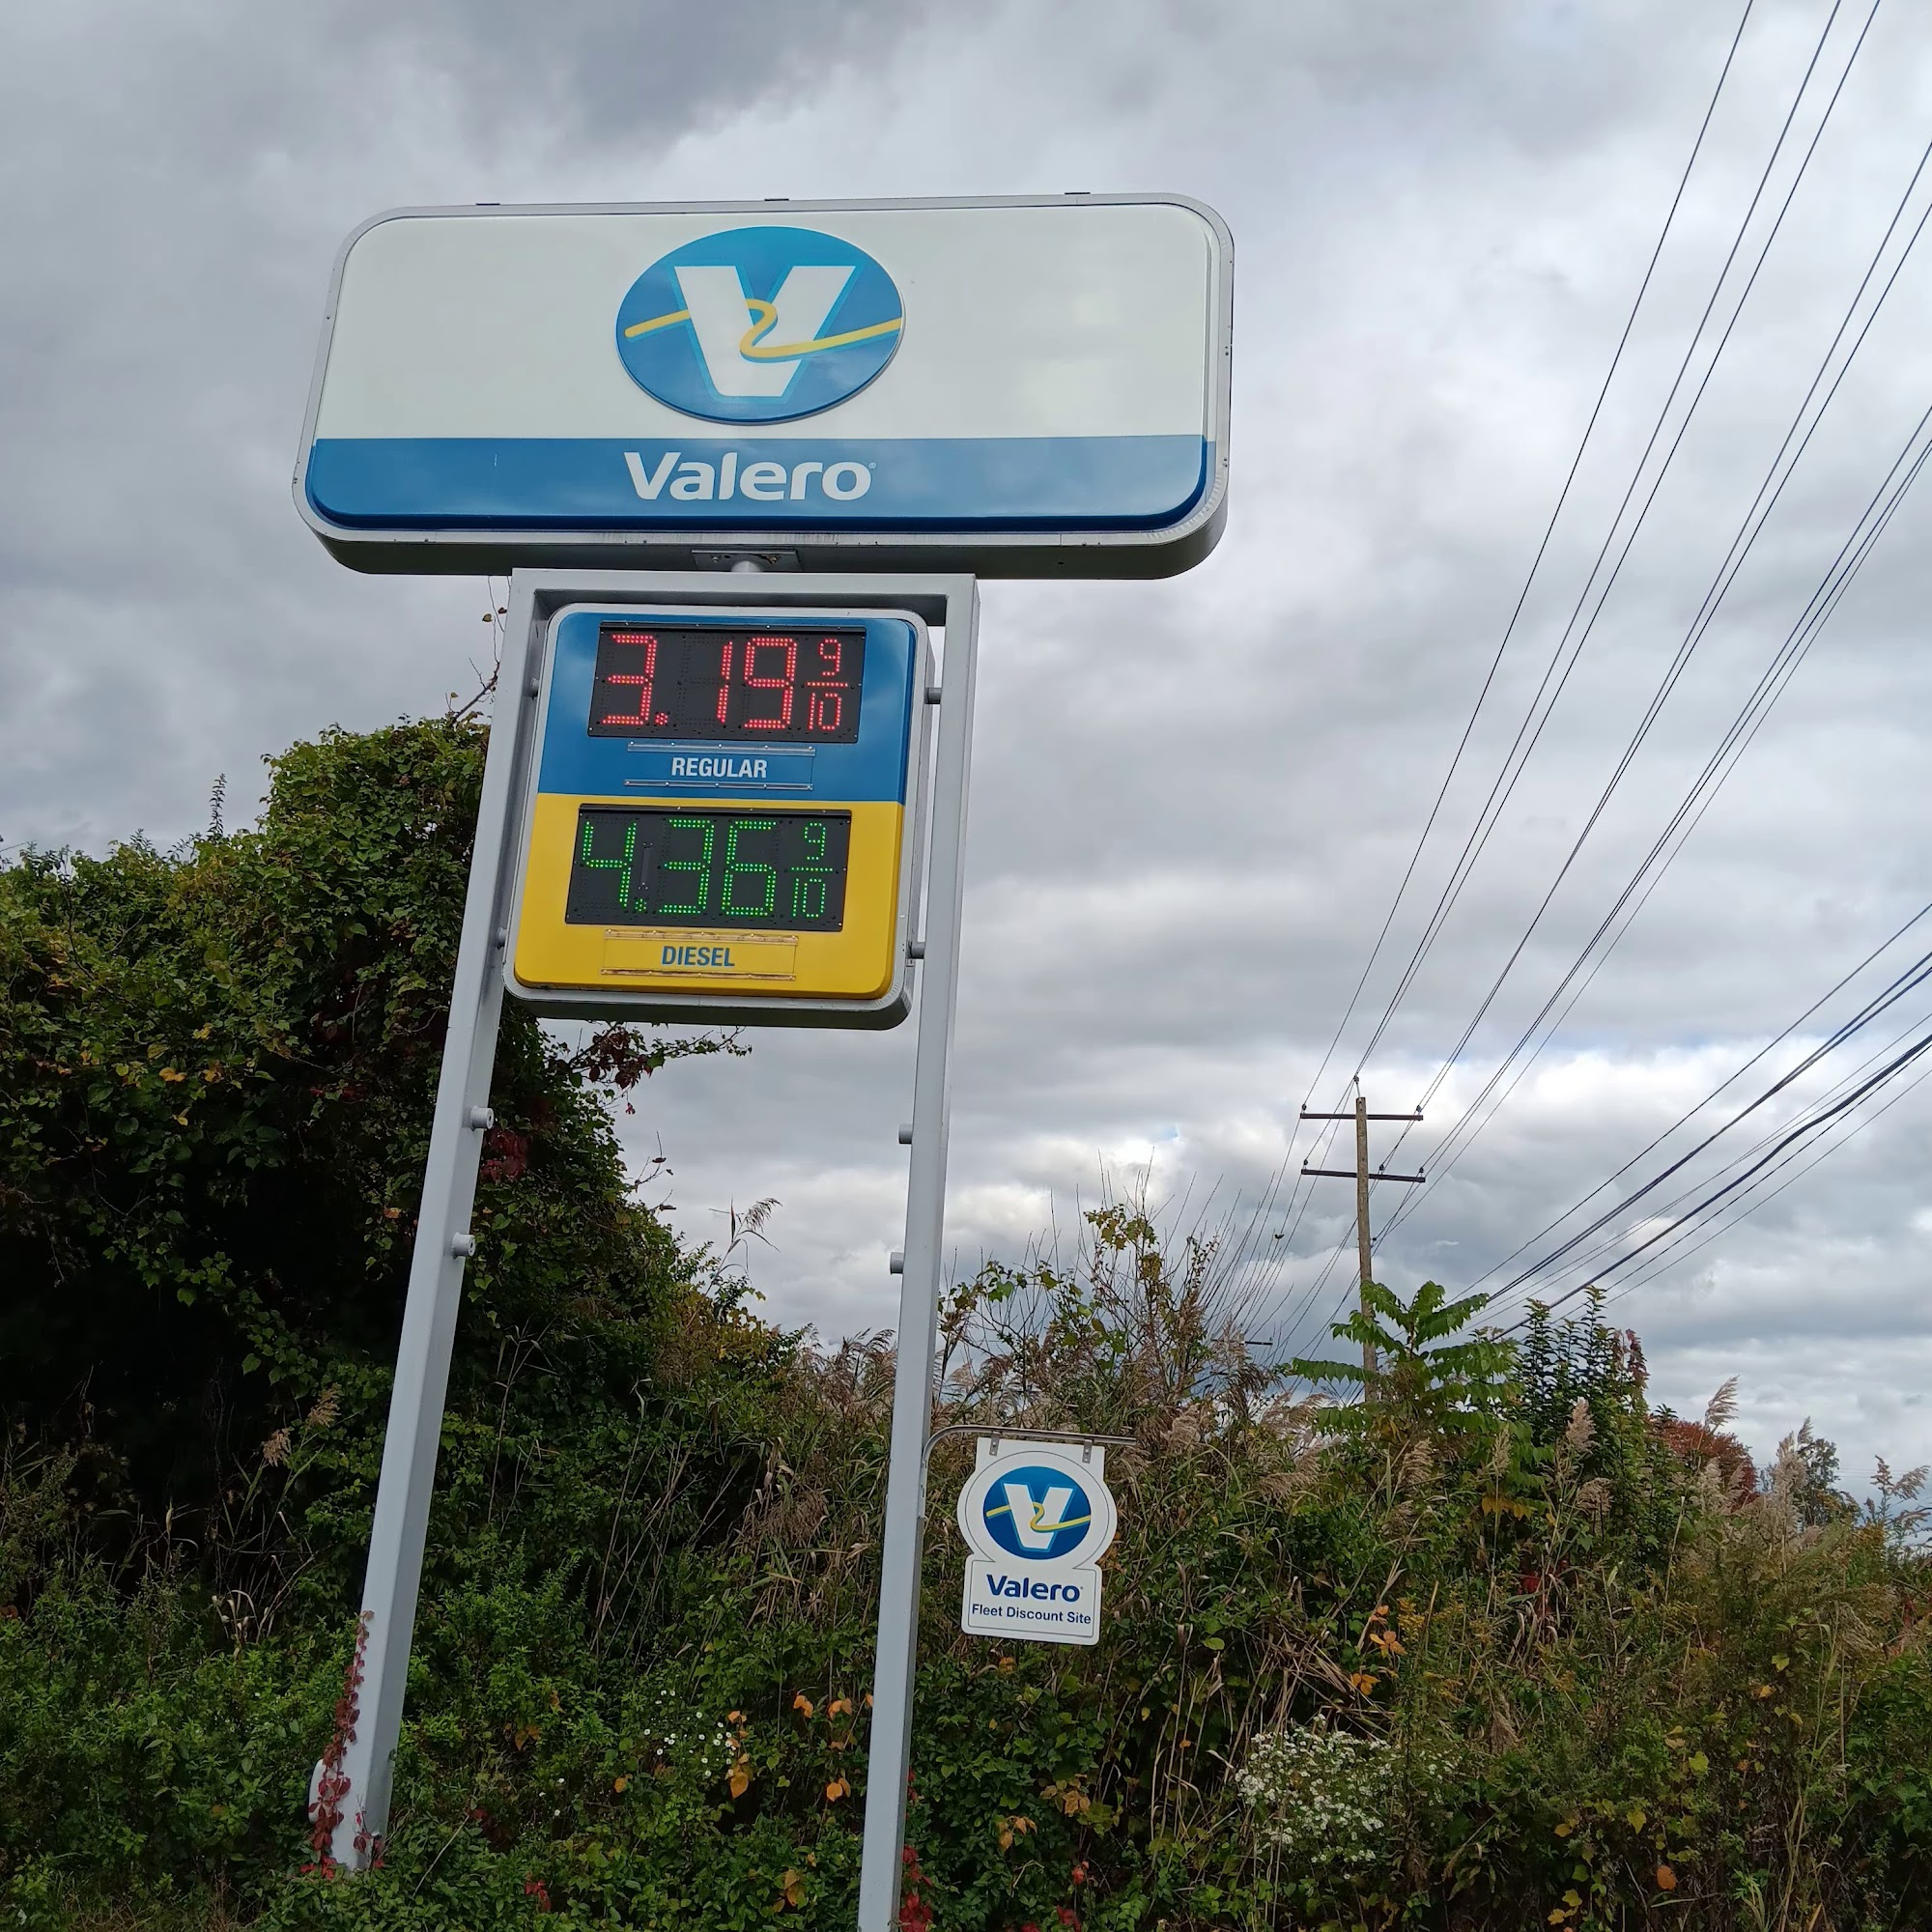 V
Valero
3.19 9/10
REGULAR
4.36 9/10
DIESEL
V
Valero
Fleet Discount Site